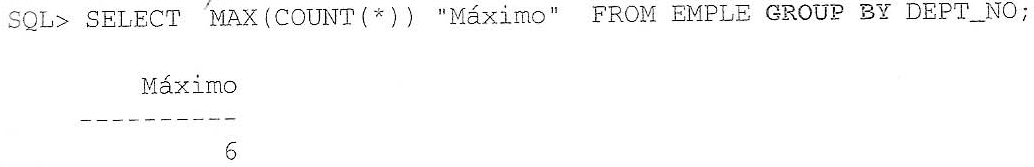 SQL> SELECT MAX(COUNT(*)) "Máximo" FROM EMPLE GROUP BY DEPT_NO;
Máximo
----------
6